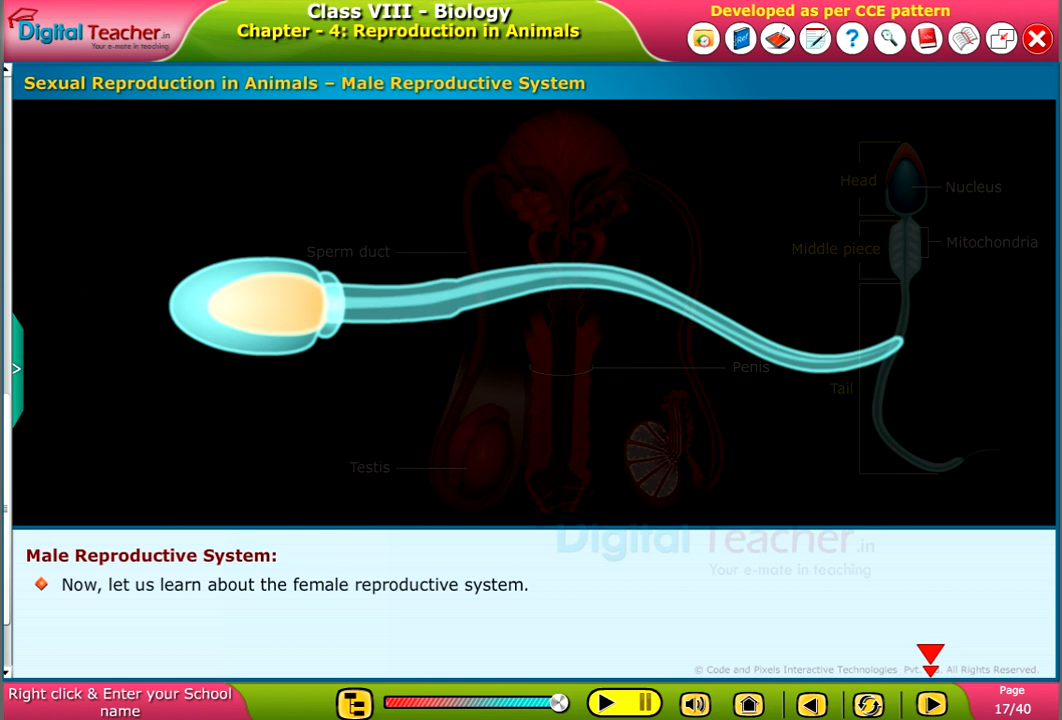 Class VIII - Biology
Chapter - 4: Reproduction in Animals
Digital Teacher.in
Your e-mate in teaching
Developed as per CCE pattern
Ref
Sexual Reproduction in Animals – Male Reproductive System
Head
Nucleus
Sperm duct
Middle piece
Mitochondria
Penis
Tail
Testis
Digital Teacher.in
Your e-mate in teaching
Male Reproductive System:
Now, let us learn about the female reproductive system.
© Code and Pixels Interactive Technologies Pvt. All Rights Reserved.
Right click & Enter your School
name
Page
17/40